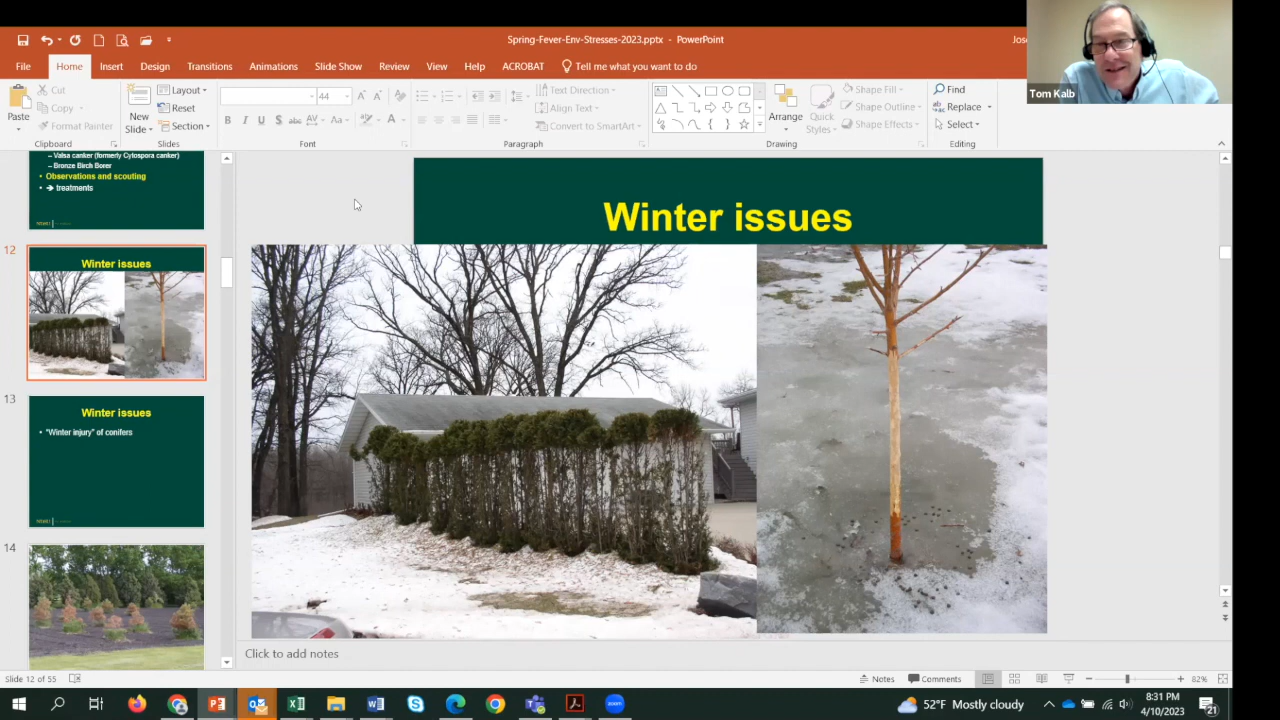 Spring-Fever-Env-Stresses-2023.pptx - PowerPoint
Tom Kalb
File Home Insert Design Transitions Animations Slide Show Review View Help ACROBAT Tell me what you want to do
Paste
Cut
Copy
Format Painter
Clipboard
New
Slide
Layout
Reset
Section
Slides
44
Font
Text Direction
Align Text
Convert to SmartArt
Paragraph
Arrange
Quick
Styles
Shape Fill
Shape Outline
Shape Effects
Drawing
Find
Replace
Select
Editing
– Valsa canker (formerly Cytospora canker)
– Bronze Birch Borer
• Observations and scouting
• ➔ treatments
12
Winter issues
13
Winter issues
• "Winter injury" of conifers
14
Winter issues
Click to add notes
Slide 12 of 55
Notes
Comments
82%
52°F Mostly cloudy
8:31 PM
4/10/2023
21